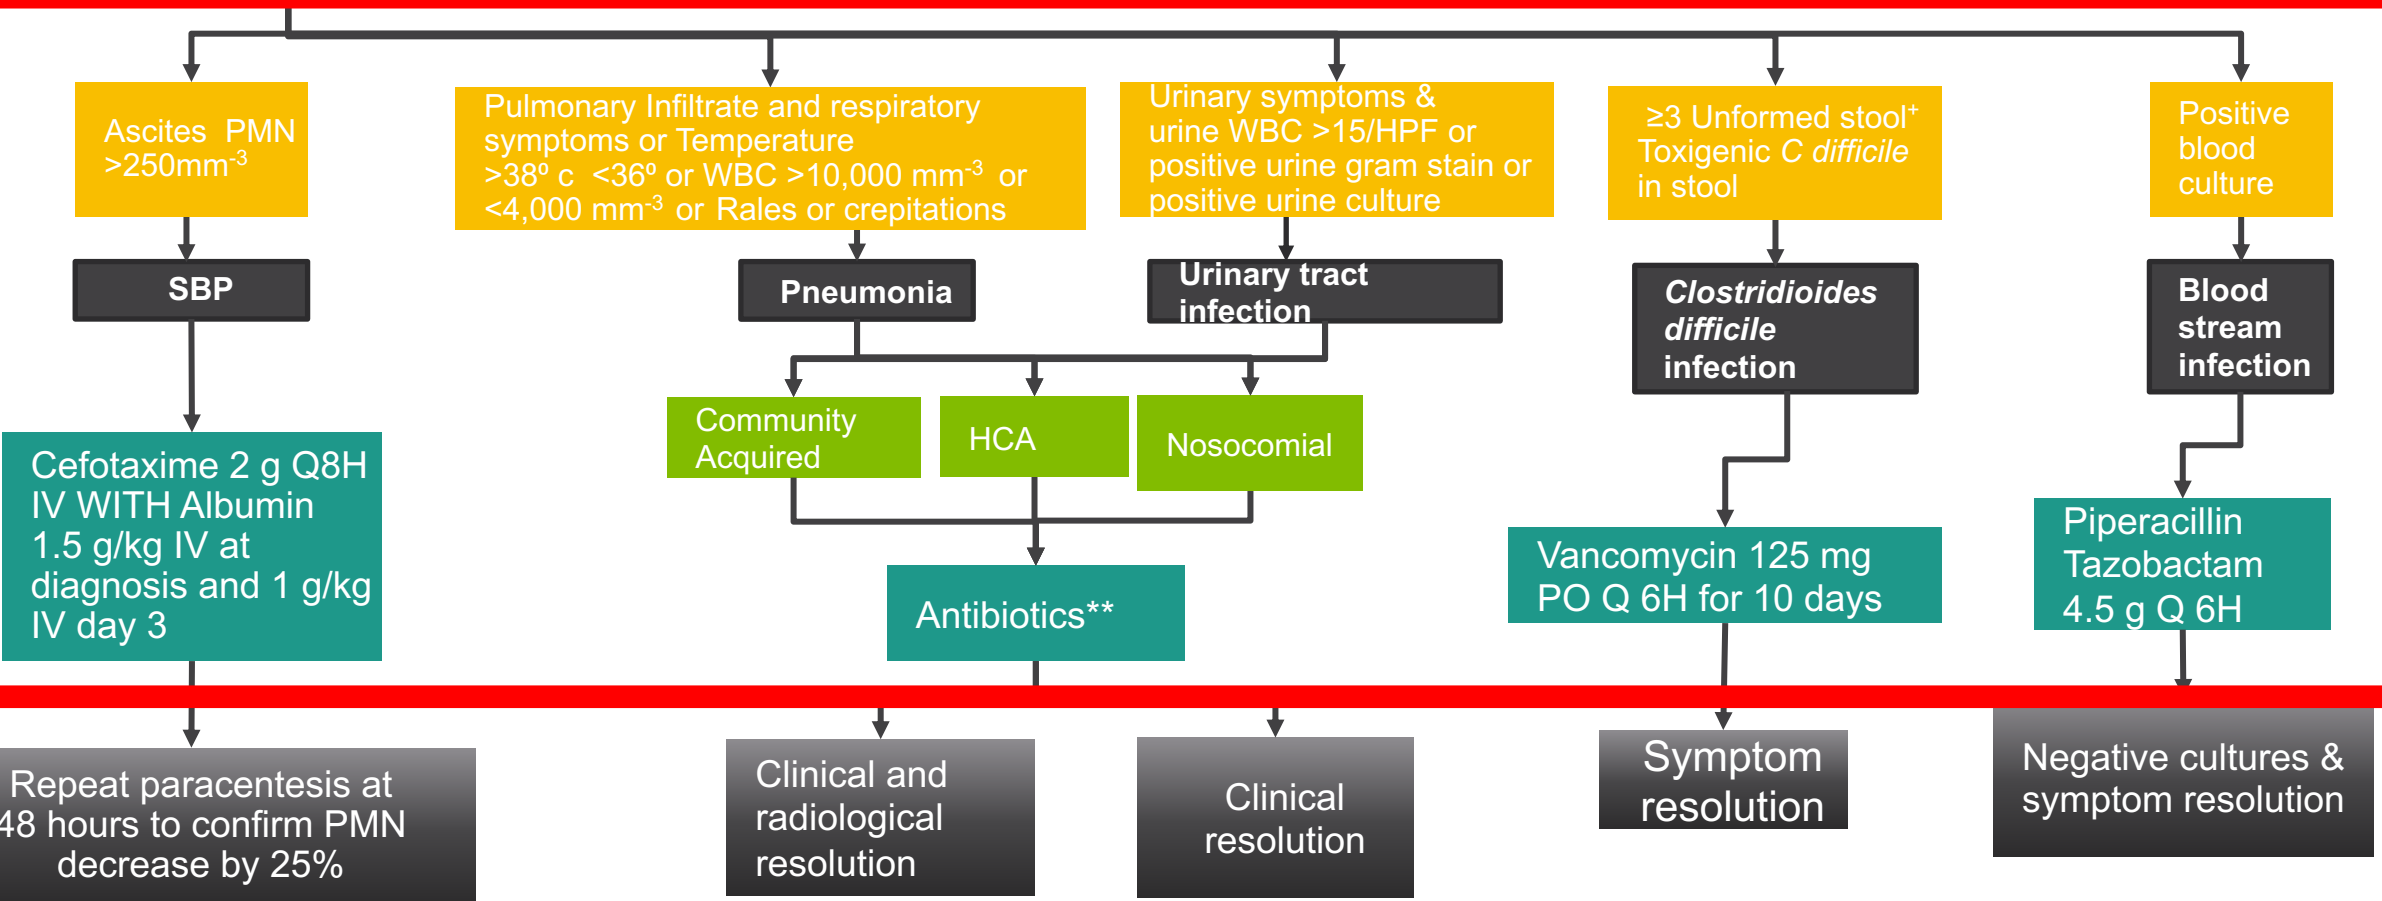 Ascites PMN
>250mm-3
Pulmonary Infiltrate and respiratory
symptoms or Temperature
>38º c <36º or WBC >10,000 mm-3 or
<4,000 mm-3 or Rales or crepitations
Urinary symptoms &
urine WBC >15/HPF or
positive urine gram stain or
positive urine culture
≥3 Unformed stool+
Toxigenic C difficile
in stool
Positive
blood
culture
SBP
Pneumonia
Urinary tract
infection
Clostridioides
difficile
infection
Blood
stream
infection
Community
Acquired
HCA
Nosocomial
Cefotaxime 2 g Q8H
IV WITH Albumin
1.5 g/kg IV at
diagnosis and 1 g/kg
IV day 3
Antibiotics**
Vancomycin 125 mg
PO Q 6H for 10 days
Piperacillin
Tazobactam
4.5 g Q 6H
Repeat paracentesis at
48 hours to confirm PMN
decrease by 25%
Clinical and
radiological
resolution
Clinical
resolution
Symptom
resolution
Negative cultures &
symptom resolution